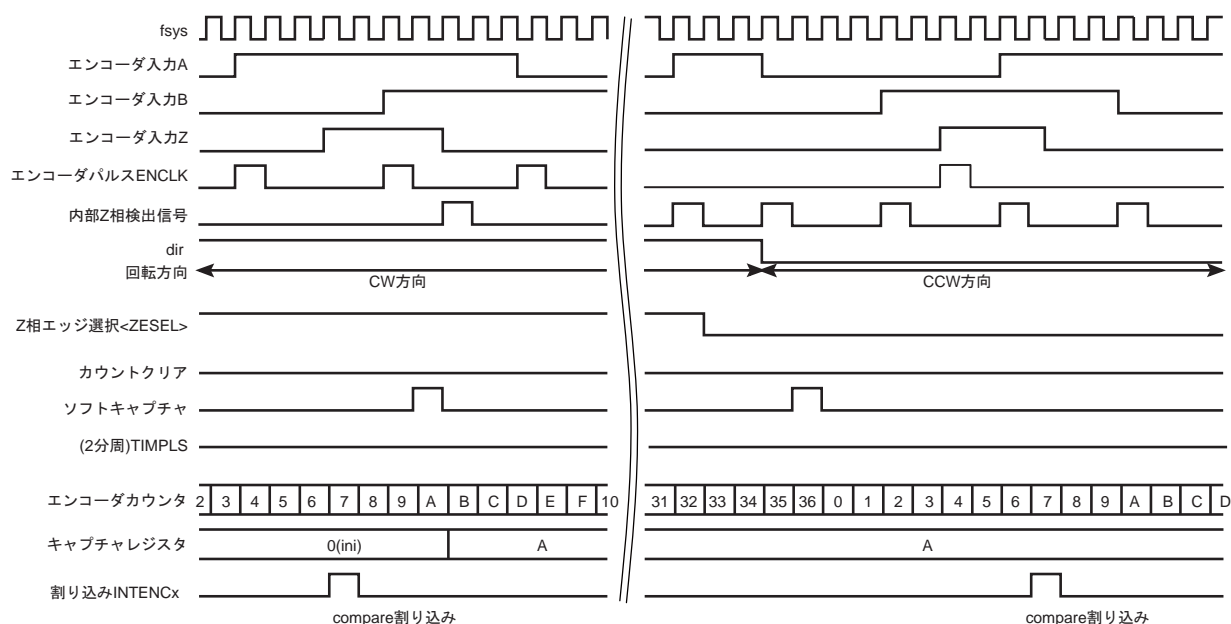 fsys
エンコーダ入力A
エンコーダ入力B
エンコーダ入力Z
エンコーダパルスENCLK
内部Z相検出信号
dir
回転方向
CW方向
CCW方向
Z相エッジ選択<ZESEL>
カウントクリア
ソフトキャプチャ
(2分周)TIMPLS
エンコーダカウンタ 2 3 4 5 6 7 8 9 A B C D E F 10 31 32 33 34 35 36 0 1 2 3 4 5 6 7 8 9 A B C D
キャプチャレジスタ 0(ini) A A
割り込みINTENCx
compare割り込み compare割り込み